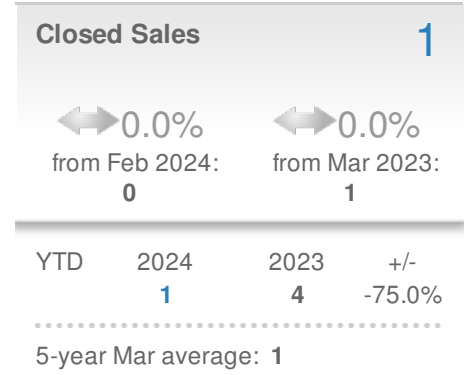 Closed Sales 1
0.0% 0.0%
from Feb 2024: from Mar 2023:
0 1
YTD 2024 2023 +/-
1 4 -75.0%
5-year Mar average: 1